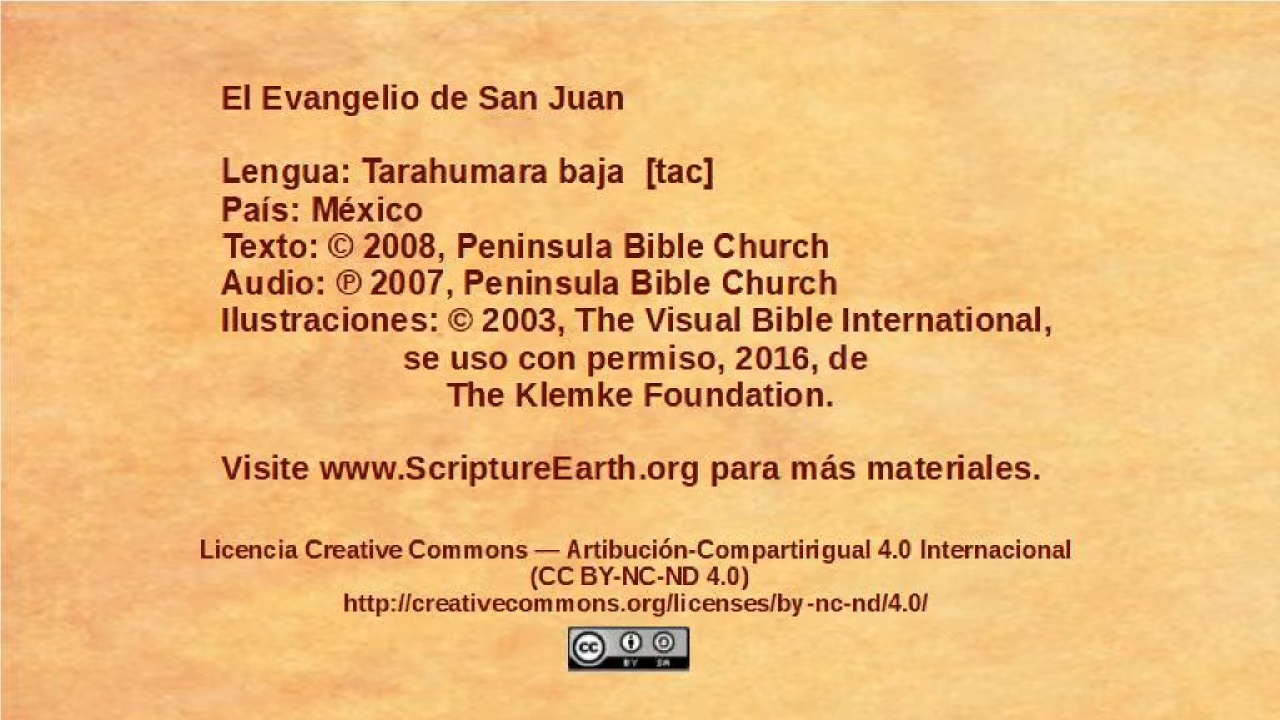 El Evangelio de San Juan
Lengua: Tarahumara baja [tac]
País: México
Texto: © 2008, Peninsula Bible Church
Audio: ℗ 2007, Peninsula Bible Church
Ilustraciones: © 2003, The Visual Bible International,
se uso con permiso, 2016, de
The Klemke Foundation.
Visite www.ScriptureEarth.org para más materiales.
Licencia Creative Commons — Artibución-Compartirigual 4.0 Internacional
(CC BY-NC-ND 4.0)
http://creativecommons.org/licenses/by-nc-nd/4.0/
cc
BY SA